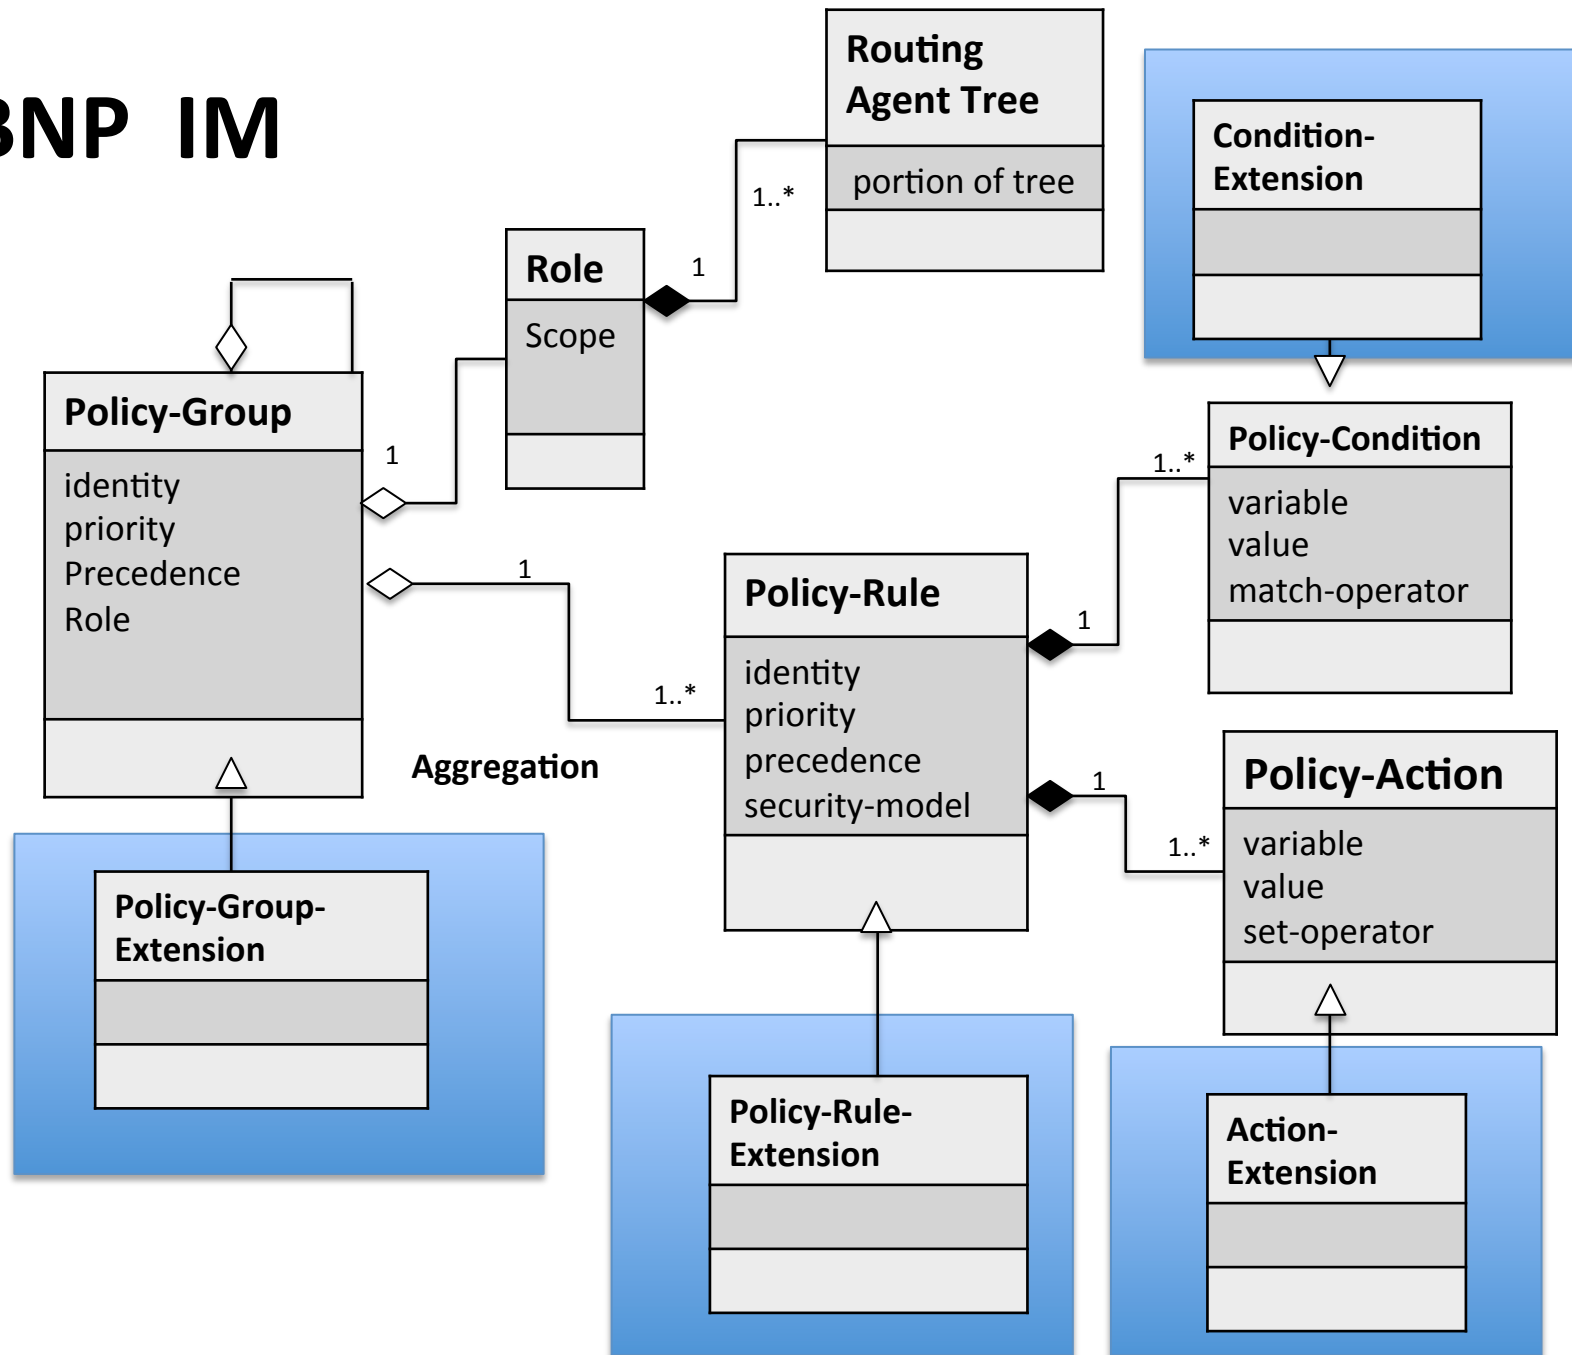 BNP IM
Routing
Agent Tree
portion of tree
1..*
Role
Scope
1
Condition-
Extension
Policy-Group
identity
priority
Precedence
Role
1
1
1..*
Aggregation
Policy-Condition
variable
value
match-operator
1..*
Policy-Rule
identity
priority
precedence
security-model
1
1
1..*
Policy-Action
variable
value
set-operator
Policy-Group-
Extension
Policy-Rule-
Extension
Action-
Extension